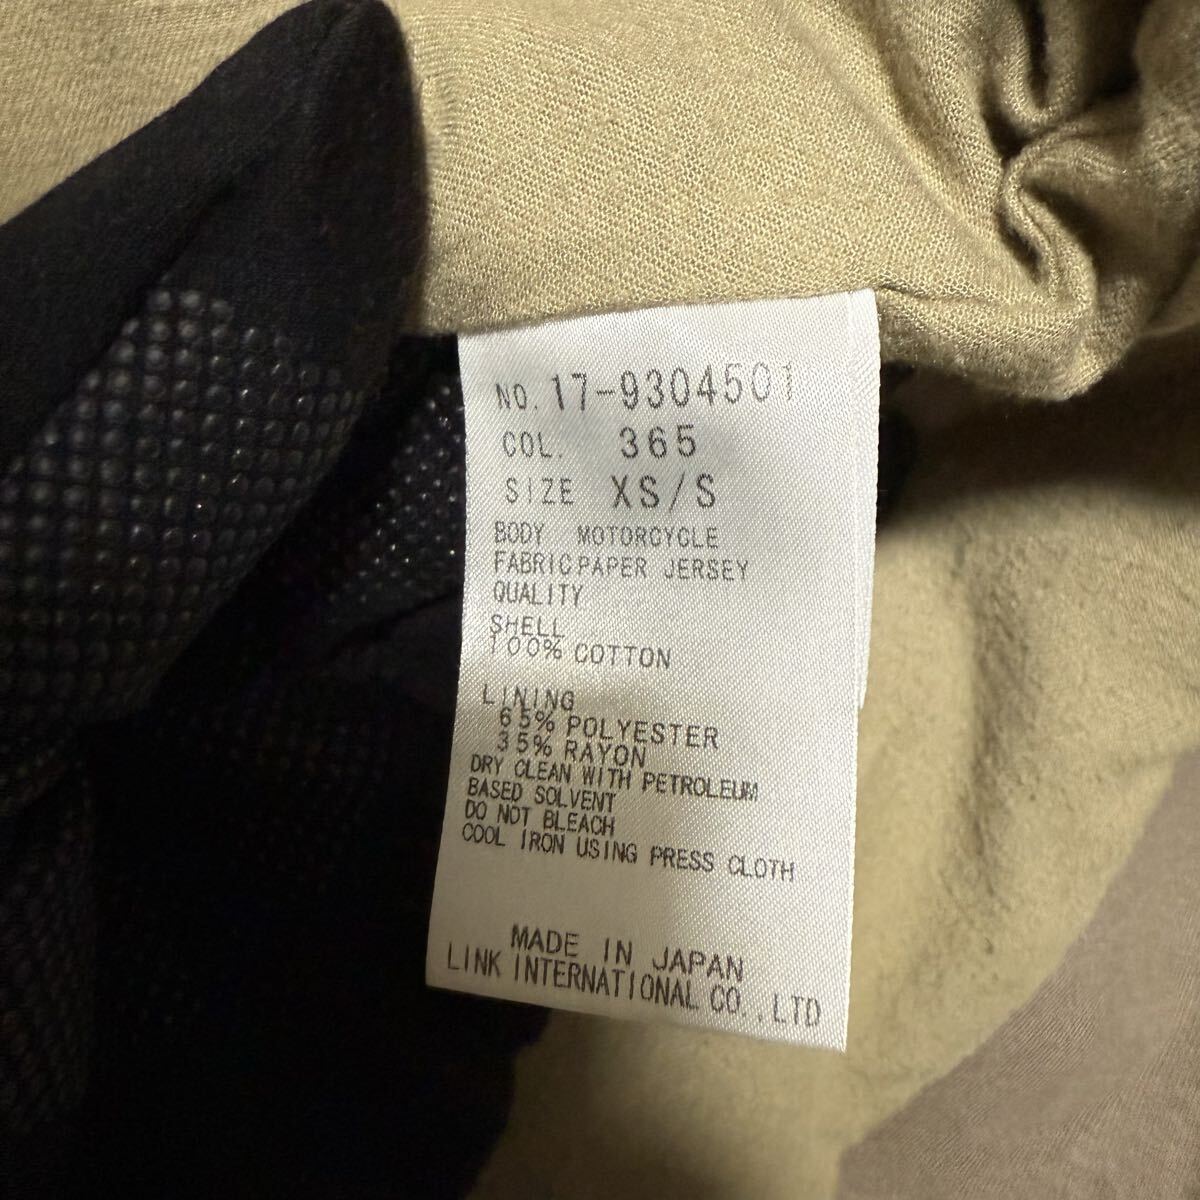 NO. 17-9304501
COL. 365
SIZE XS/S
BODY MOTORCYCLE
FABRIC PAPER JERSEY
QUALITY
SHELL
100% COTTON
LINING
65% POLYESTER
35% RAYON
DRY CLEAN WITH PETROLEUM
BASED SOLVENT
DO NOT BLEACH
COOL IRON USING PRESS CLOTH
MADE IN JAPAN
LINK INTERNATIONAL CO.,LTD